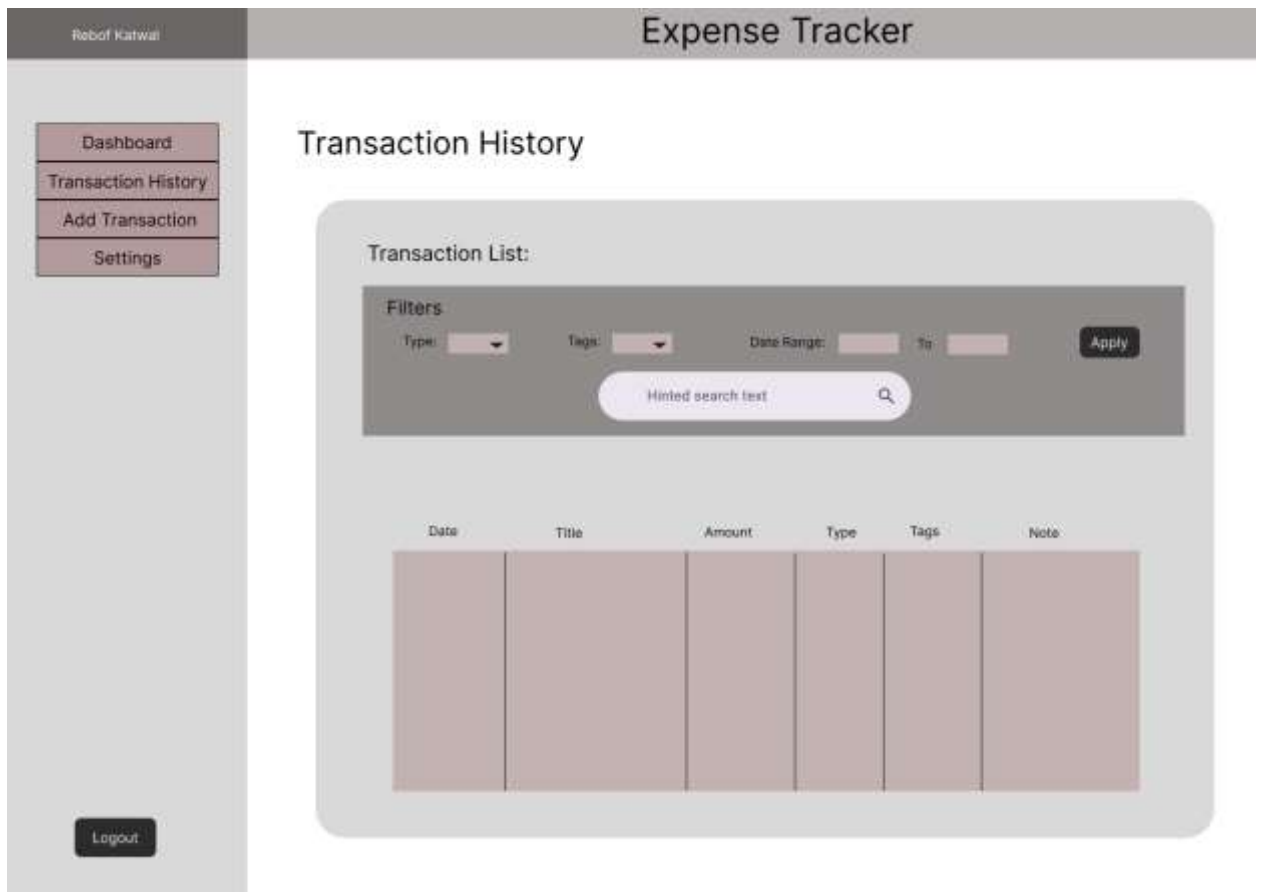 Rebof Katwal
Expense Tracker
Dashboard
Transaction History
Add Transaction
Settings
Logout
Transaction History
Transaction List:
Filters
Type: Tags: Date Range: To Apply
Hinted search text
Date Title Amount Type Tags Note